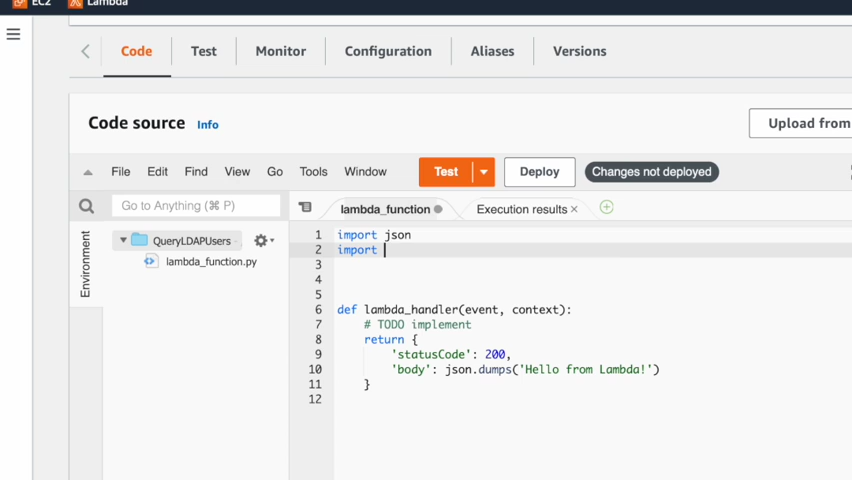 EC2 Lambda
Code Test Monitor Configuration Aliases Versions
Code source Info
Upload from
File Edit Find View Go Tools Window Test Deploy Changes not deployed
Go to Anything (⌘ P)
lambda_function Execution results ×
Environment
QueryLDAPUsers
lambda_function.py
1 import json
2 import
3
4
5
6 def lambda_handler(event, context):
7 # TODO implement
8 return {
9 'statusCode': 200,
10 'body': json.dumps('Hello from Lambda!')
11 }
12